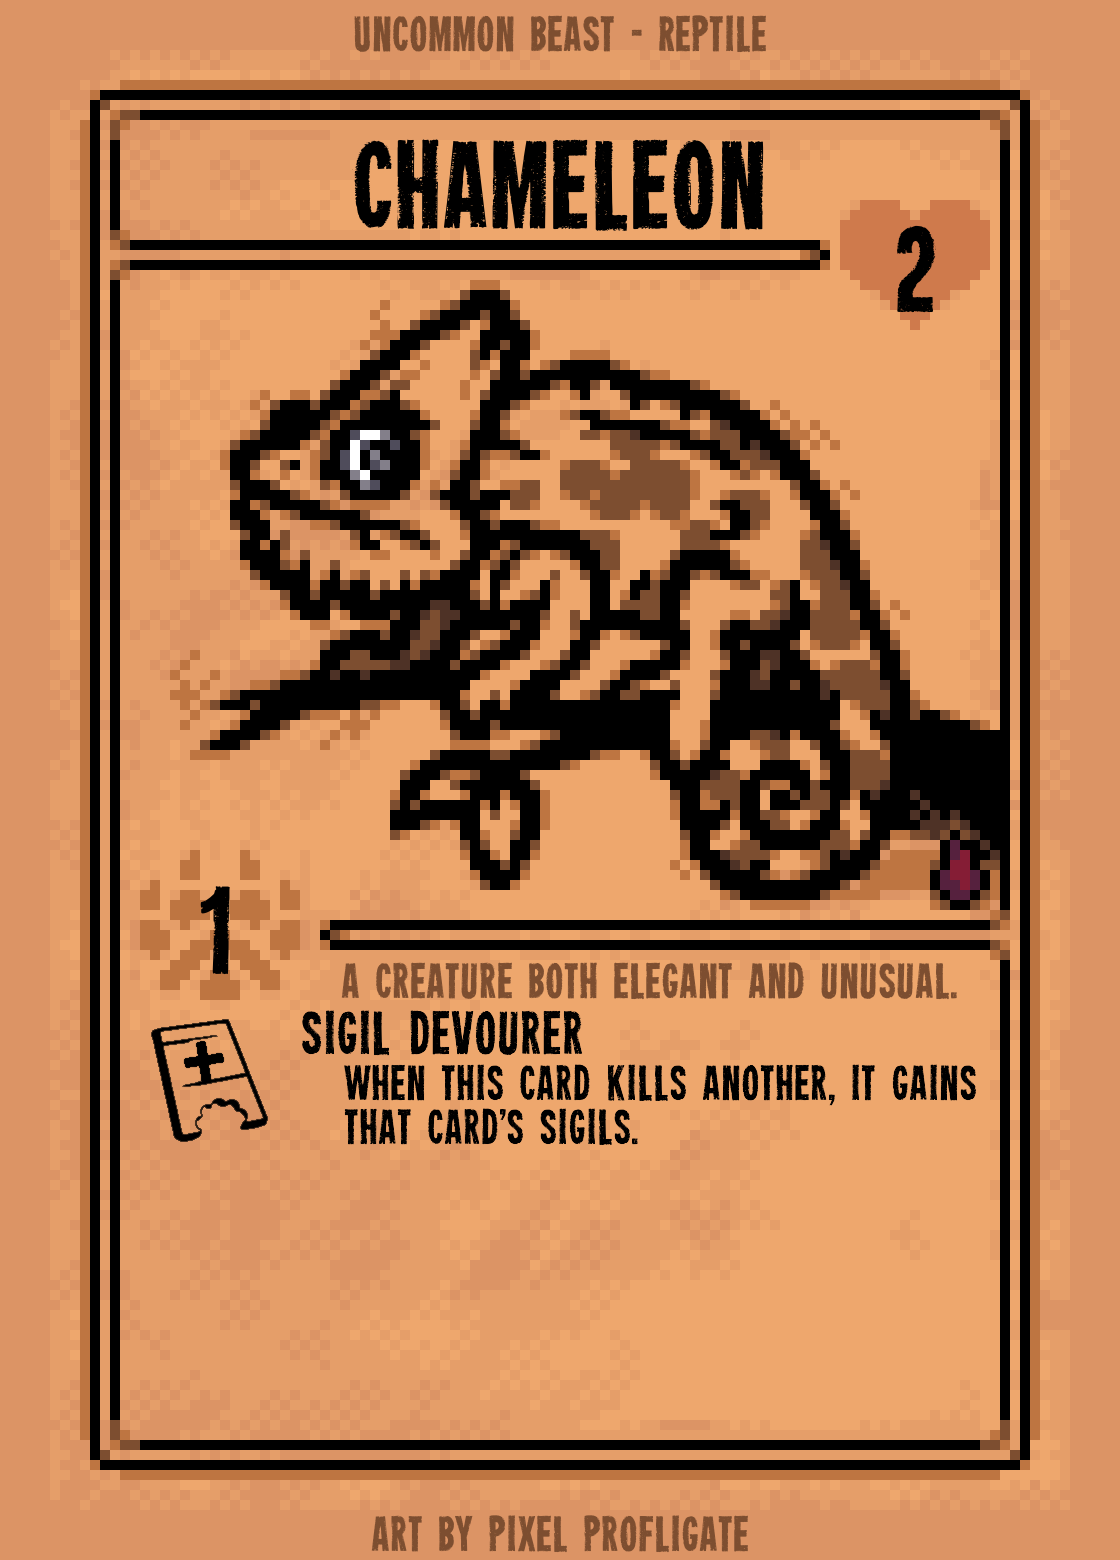 UNCOMMON BEAST - REPTILE
CHAMELEON
2
1
A CREATURE BOTH ELEGANT AND UNUSUAL.
SIGIL DEVOURER
WHEN THIS CARD KILLS ANOTHER, IT GAINS
THAT CARD'S SIGILS.
ART BY PIXEL PROFLIGATE